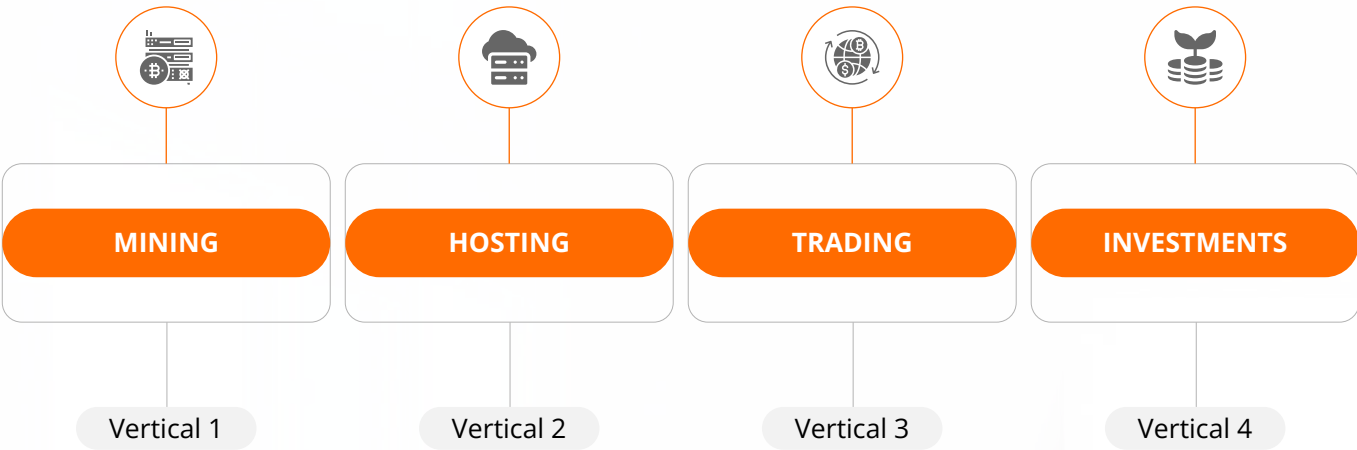 MINING
HOSTING
TRADING
INVESTMENTS
Vertical 1
Vertical 2
Vertical 3
Vertical 4